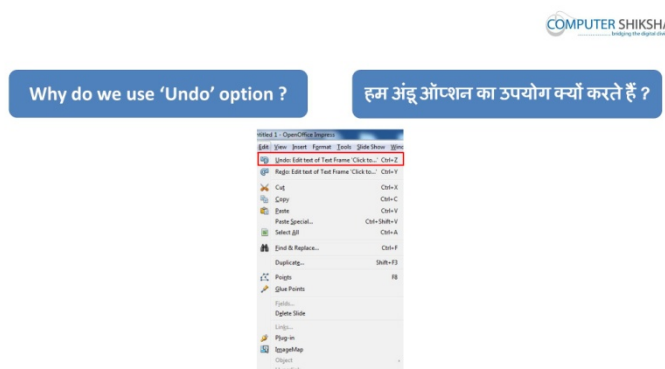 COMPUTER SHIKSHA
bridging the digital divide
Why do we use ‘Undo’ option ?
हम अंडू ऑप्शन का उपयोग क्यों करते हैं ?
ntitled 1 - OpenOffice Impress
Edit View Insert Format Tools Slide Show Wind
Undo: Edit text of Text Frame 'Click to...' Ctrl+Z
Redo: Edit text of Text Frame 'Click to...' Ctrl+Y
Cut Ctrl+X
Copy Ctrl+C
Paste Ctrl+V
Paste Special... Ctrl+Shift+V
Select All Ctrl+A
Find & Replace... Ctrl+F
Duplicate... Shift+F3
Points F8
Glue Points
Fields...
Delete Slide
Links...
Plug-in
ImageMap
Object